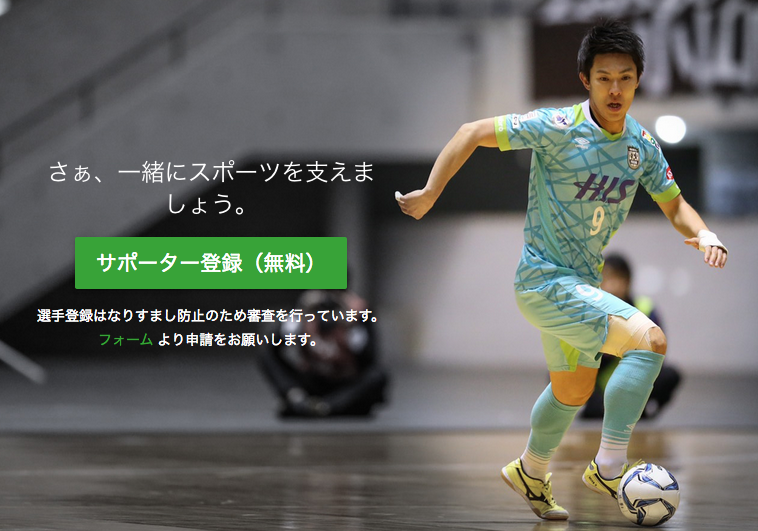 さぁ、一緒にスポーツを支えま
しょう。
サポーター登録（無料）
選手登録はなりすまし防止のため審査を行っています。
フォーム より申請をお願いします。
H.I.S.
9
9